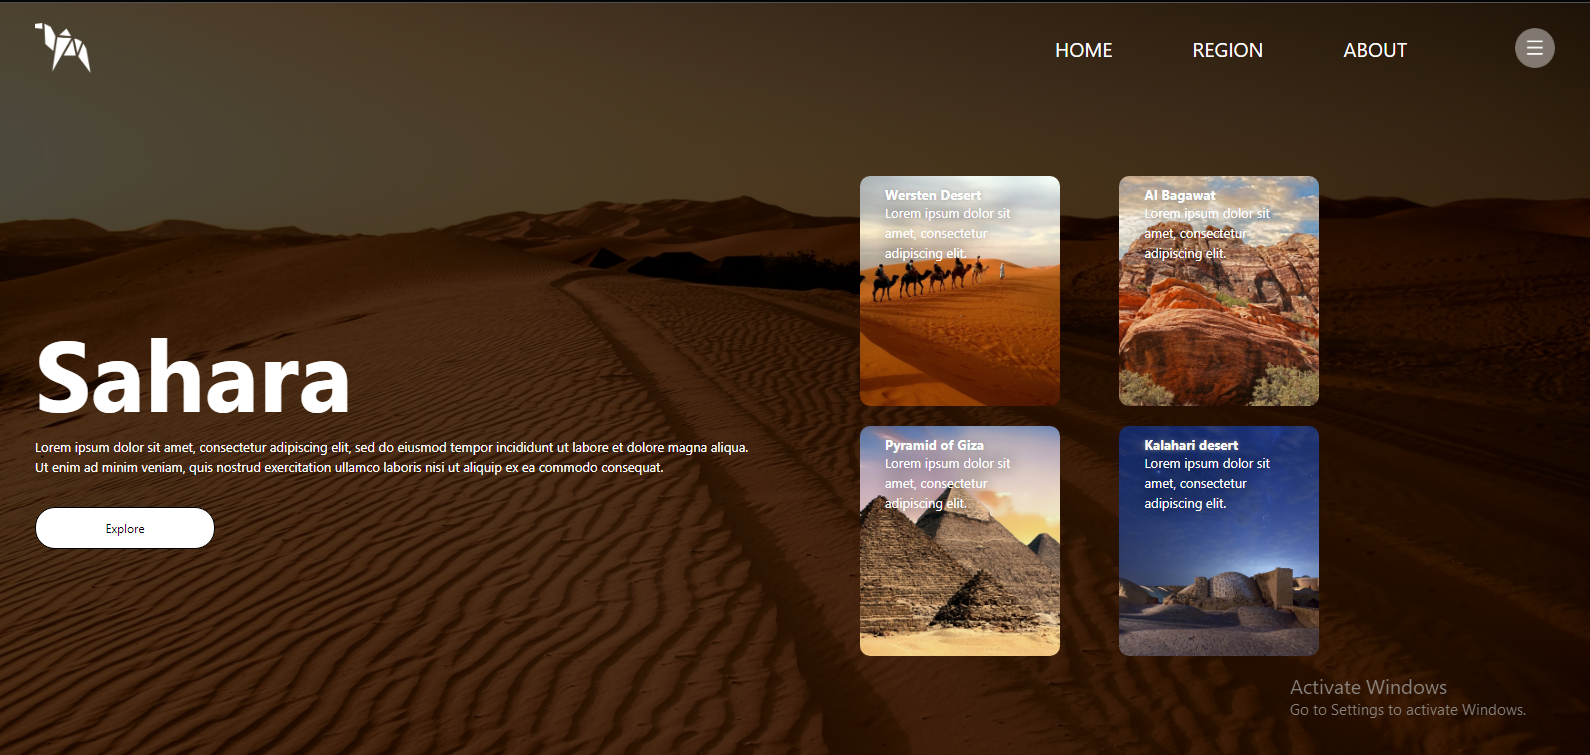 HOME REGION ABOUT
Wersten Desert
Lorem ipsum dolor sit
amet, consectetur
adipiscing elit.
Al Bagawat
Lorem ipsum dolor sit
amet, consectetur
adipiscing elit.
Sahara
Lorem ipsum dolor sit amet, consectetur adipiscing elit, sed do eiusmod tempor incididunt ut labore et dolore magna aliqua.
Ut enim ad minim veniam, quis nostrud exercitation ullamco laboris nisi ut aliquip ex ea commodo consequat.
Explore
Pyramid of Giza
Lorem ipsum dolor sit
amet, consectetur
adipiscing elit.
Kalahari desert
Lorem ipsum dolor sit
amet, consectetur
adipiscing elit.
Activate Windows
Go to Settings to activate Windows.